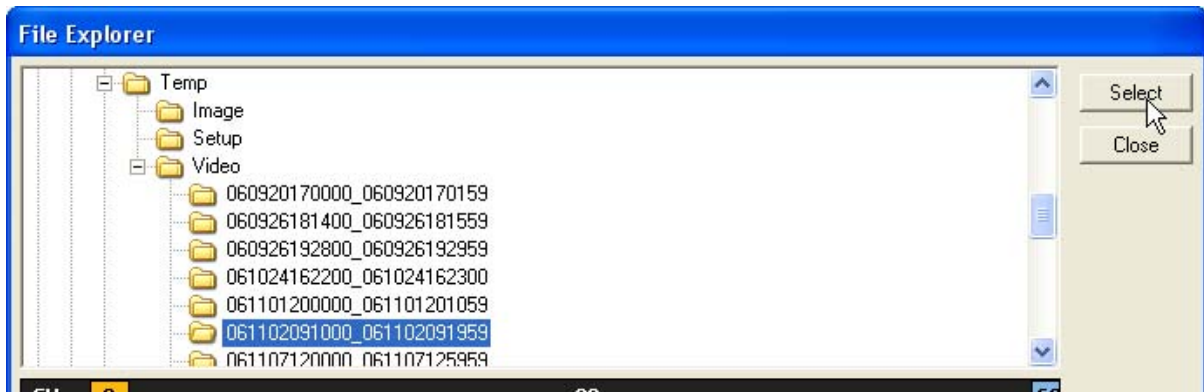 File Explorer
Temp
Image
Setup
Video
060920170000_060920170159
060926181400_060926181559
060926192800_060926192959
061024162200_061024162300
061101200000_061101201059
061102091000_061102091959
061107120000_061107125959
Select
Close